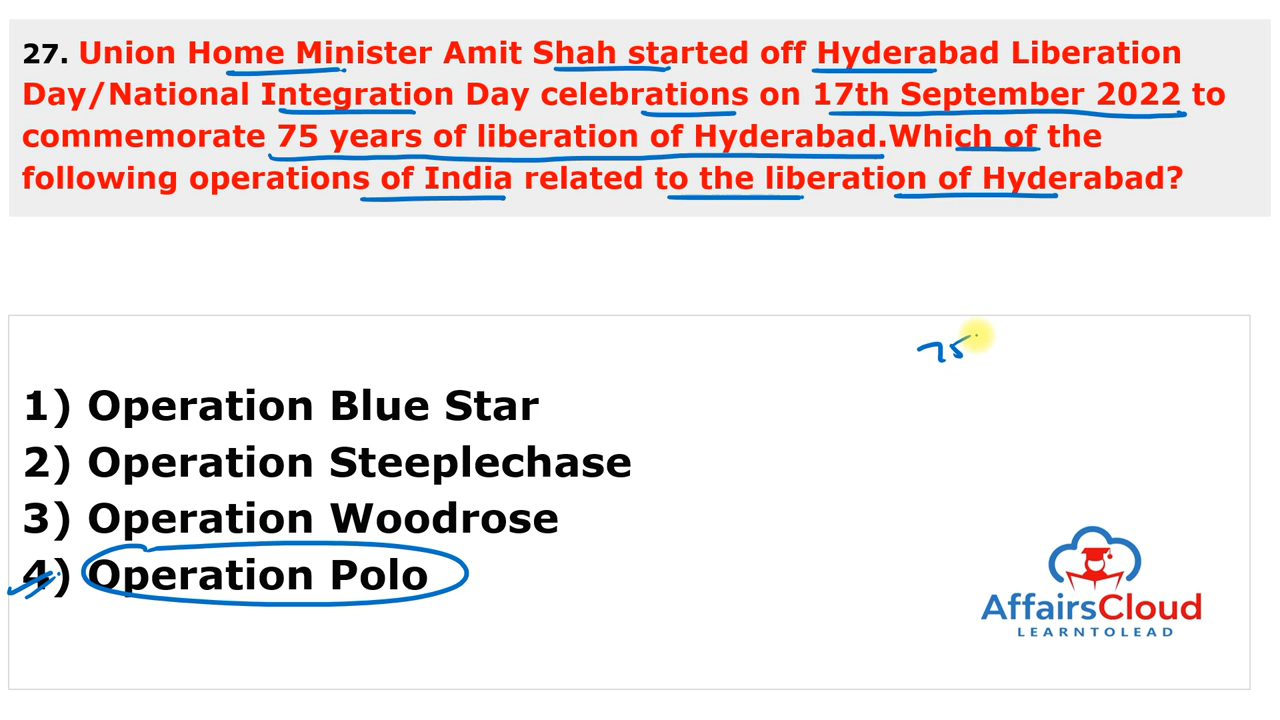 27. Union Home Minister Amit Shah started off Hyderabad Liberation
Day/National Integration Day celebrations on 17th September 2022 to
commemorate 75 years of liberation of Hyderabad.Which of the
following operations of India related to the liberation of Hyderabad?
75
1) Operation Blue Star
2) Operation Steeplechase
3) Operation Woodrose
4) Operation Polo
AffairsCloud
LEARNTOLEAD